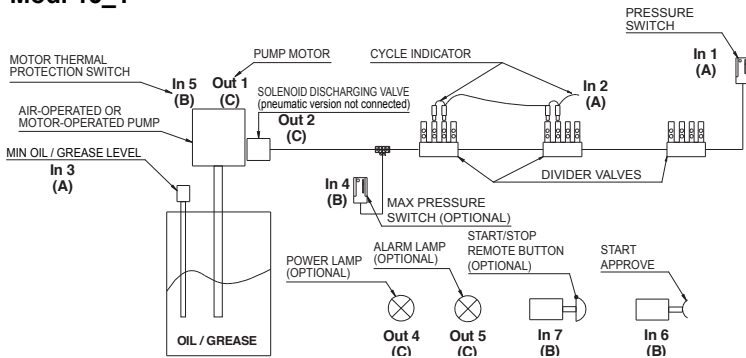 PRESSURE
SWITCH
In 1
(A)
MOTOR THERMAL
PROTECTION SWITCH
In 5
(B)
PUMP MOTOR
Out 1
(C)
CYCLE INDICATOR
In 2
(A)
SOLENOID DISCHARGING VALVE
(pneumatic version not connected)
Out 2
(C)
AIR-OPERATED OR
MOTOR-OPERATED PUMP
MIN OIL / GREASE LEVEL
In 3
(A)
DIVIDER VALVES
In 4
(B)
MAX PRESSURE
SWITCH (OPTIONAL)
POWER LAMP
(OPTIONAL)
ALARM LAMP
(OPTIONAL)
START/STOP
REMOTE BUTTON
(OPTIONAL)
START
APPROVE
OIL / GREASE
Out 4
(C)
Out 5
(C)
In 7
(B)
In 6
(B)